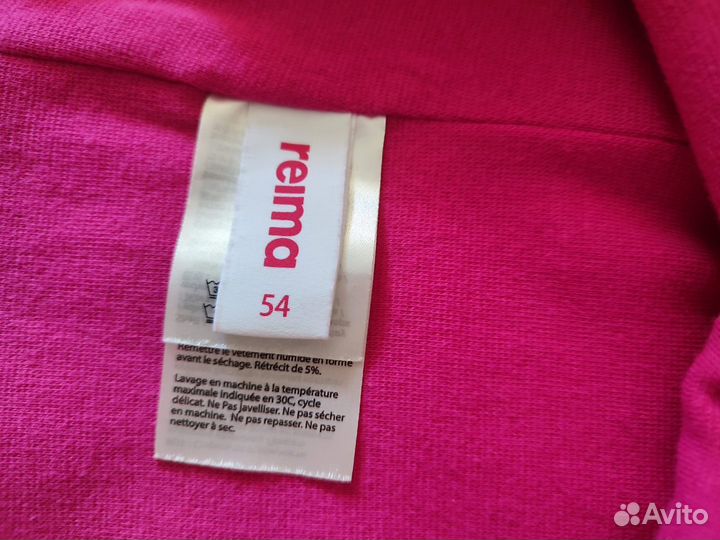 reima
54
Remettre le vêtement humide en forme
avant le séchage. Rétrécit de 5%.
Lavage en machine à la température
maximale indiquée en 30C, cycle
délicat. Ne Pas Javelliser. Ne pas sécher
en machine. Ne pas repasser. Ne pas
nettoyer à sec.
Avito